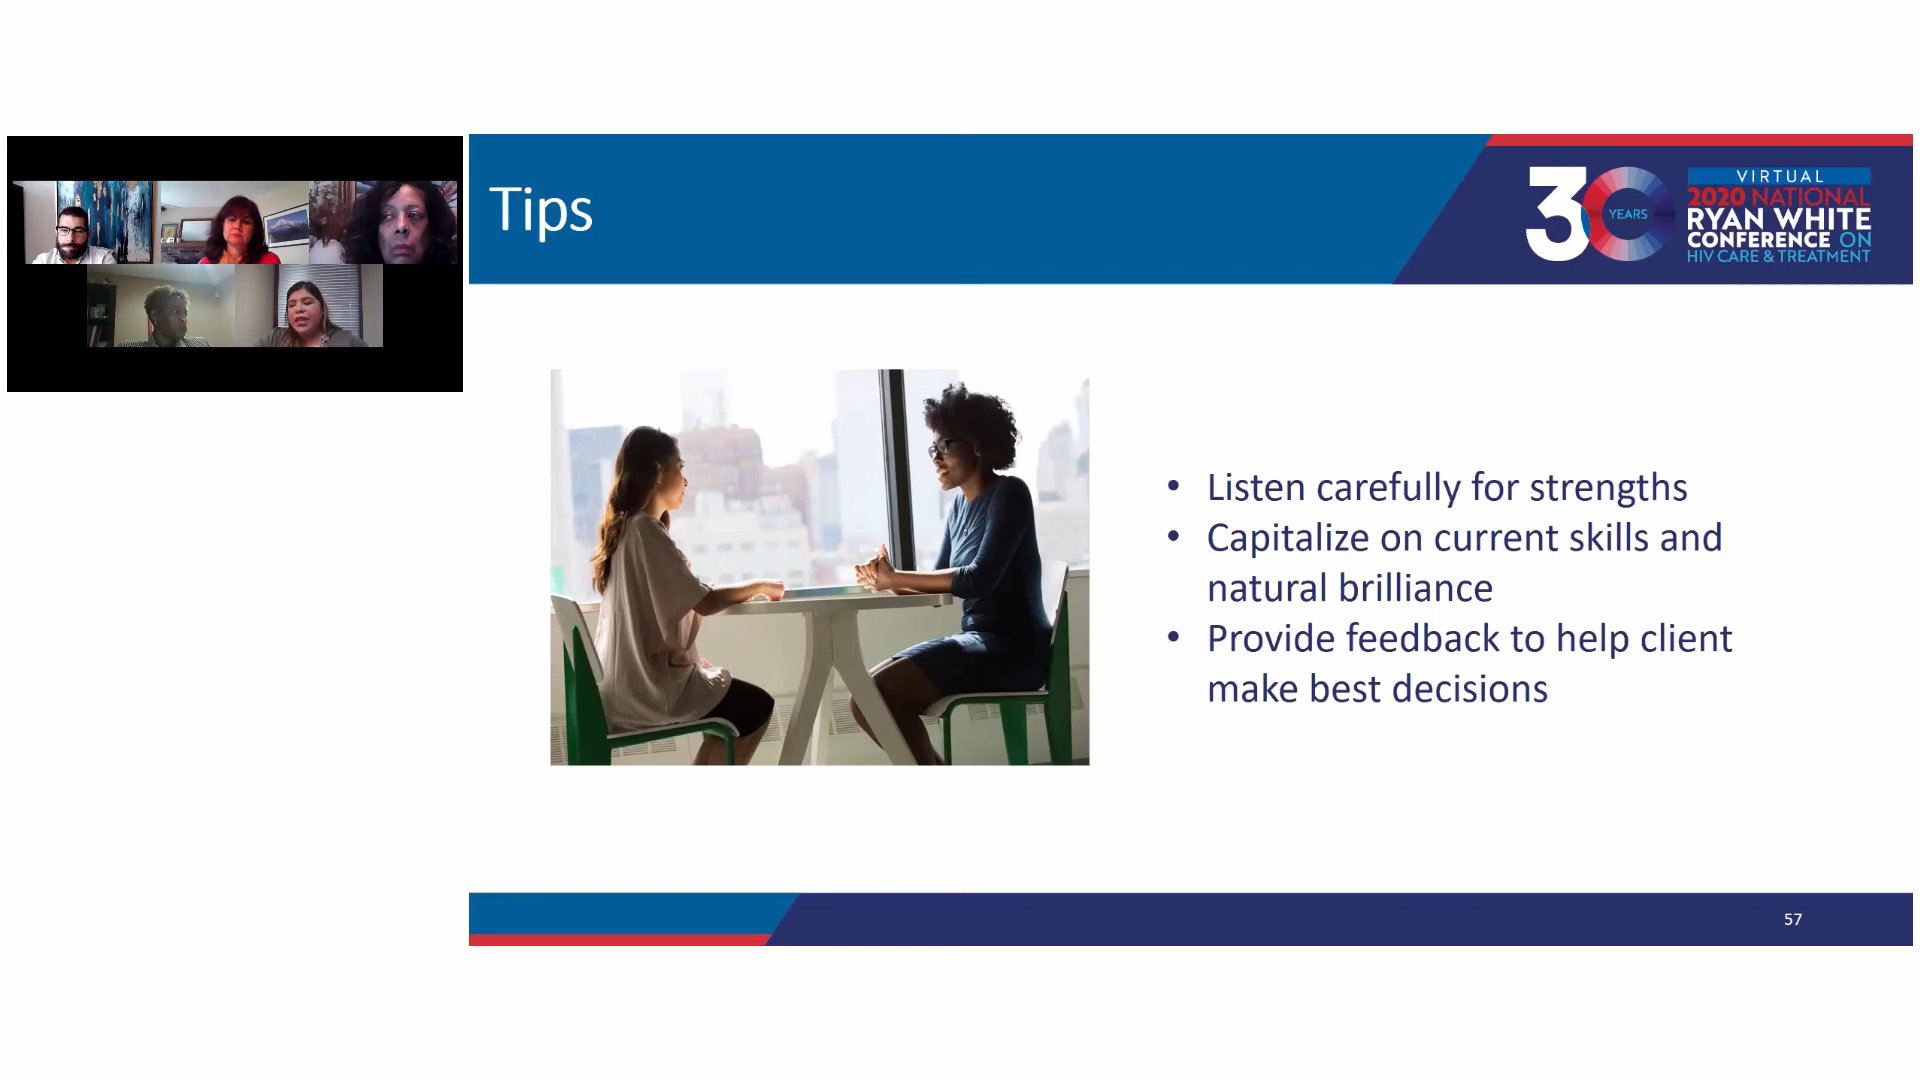 Tips
30
YEARS
VIRTUAL
2020 NATIONAL
RYAN WHITE
CONFERENCE ON
HIV CARE & TREATMENT
• Listen carefully for strengths
• Capitalize on current skills and
natural brilliance
• Provide feedback to help client
make best decisions
57